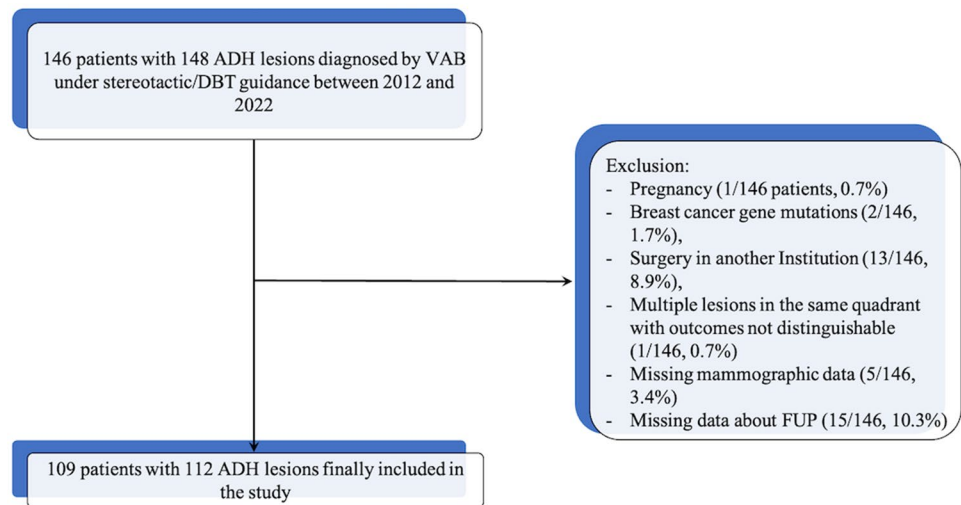 146 patients with 148 ADH lesions diagnosed by VAB
under stereotactic/DBT guidance between 2012 and
2022
Exclusion:
- Pregnancy (1/146 patients, 0.7%)
- Breast cancer gene mutations (2/146,
1.7%),
- Surgery in another Institution (13/146,
8.9%),
- Multiple lesions in the same quadrant
with outcomes not distinguishable
(1/146, 0.7%)
- Missing mammographic data (5/146,
3.4%)
- Missing data about FUP (15/146, 10.3%)
109 patients with 112 ADH lesions finally included in
the study